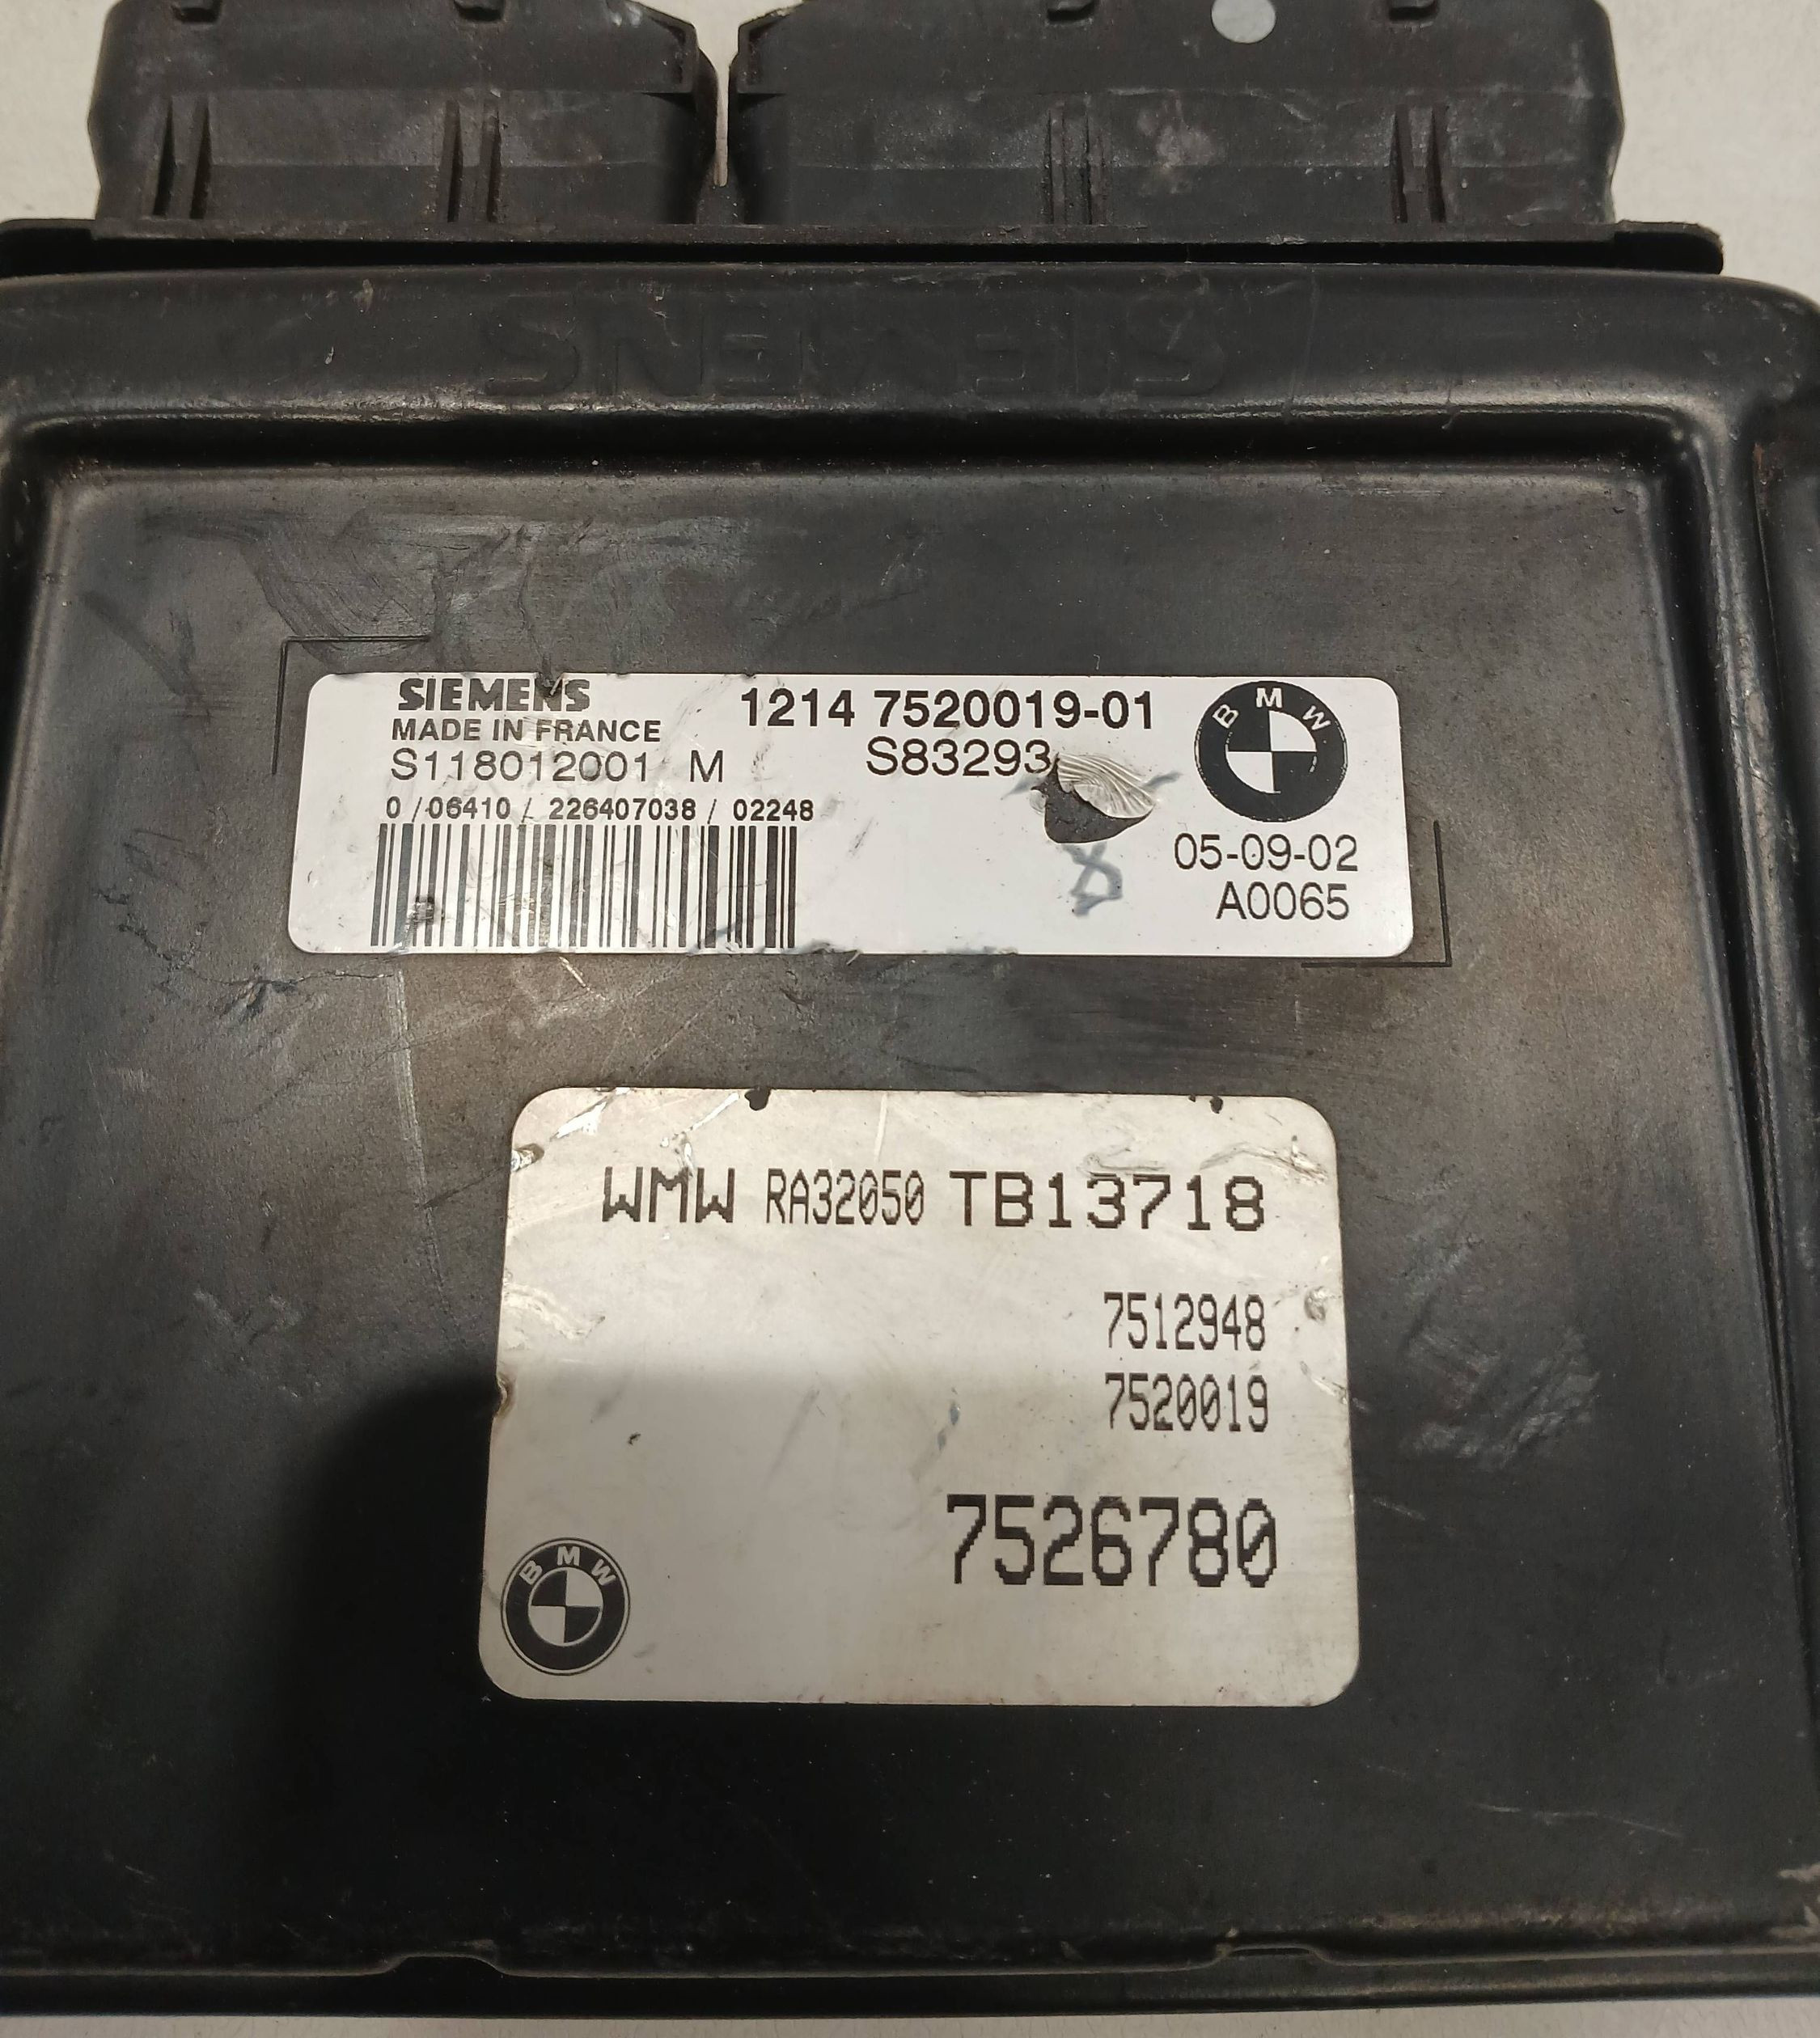 SIEMENS
SIEMENS 1214 7520019-01
MADE IN FRANCE
S118012001 M S83293
0 / 06410 / 226407038 / 02248
BMW
05-09-02
A0065
WMW RA32050 TB13718
7512948
7520019
7526780
BMW